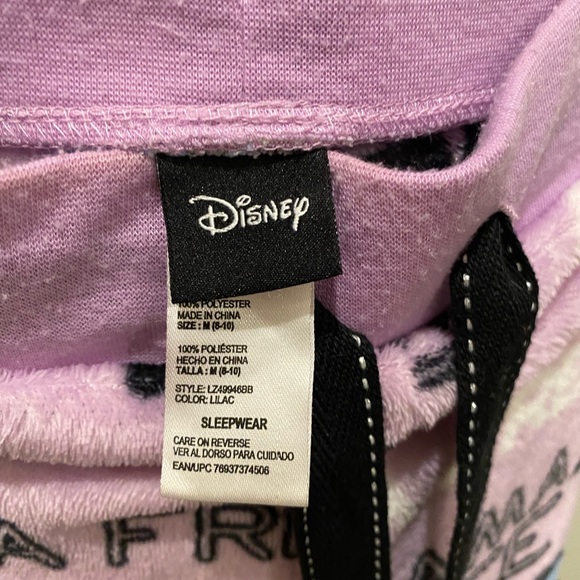 DISNEY
100% POLYESTER
MADE IN CHINA
SIZE : M (8-10)
100% POLIÉSTER
HECHO EN CHINA
TALLA : M (8-10)
STYLE: LZ49946BB
COLOR: LILAC
SLEEPWEAR
CARE ON REVERSE
VER AL DORSO PARA CUIDADO
EAN/UPC 76937374506
A FRI